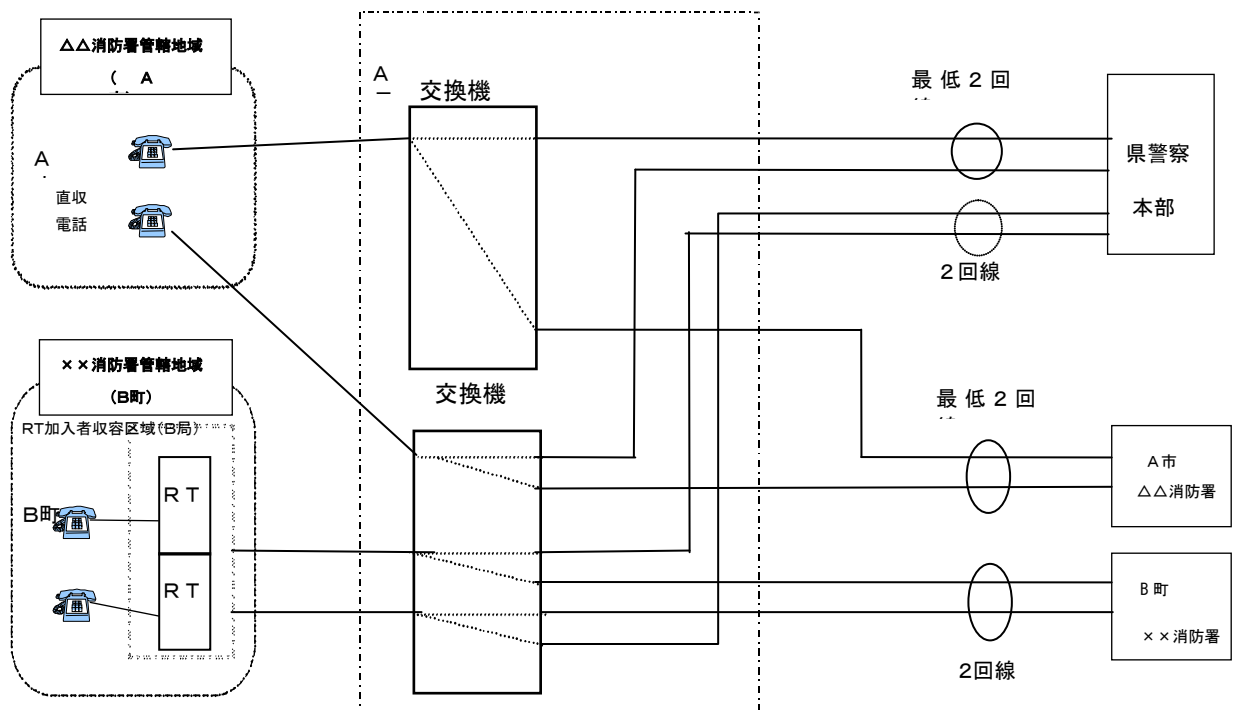 △△消防署管轄地域
( A
A
直収
電話
××消防署管轄地域
(B町)
RT加入者収容区域(B局)
RT
B町
RT
A
交換機
交換機
最低2回
県警察
本部
2回線
最低2回
A市
△△消防署
B町
××消防署
2回線